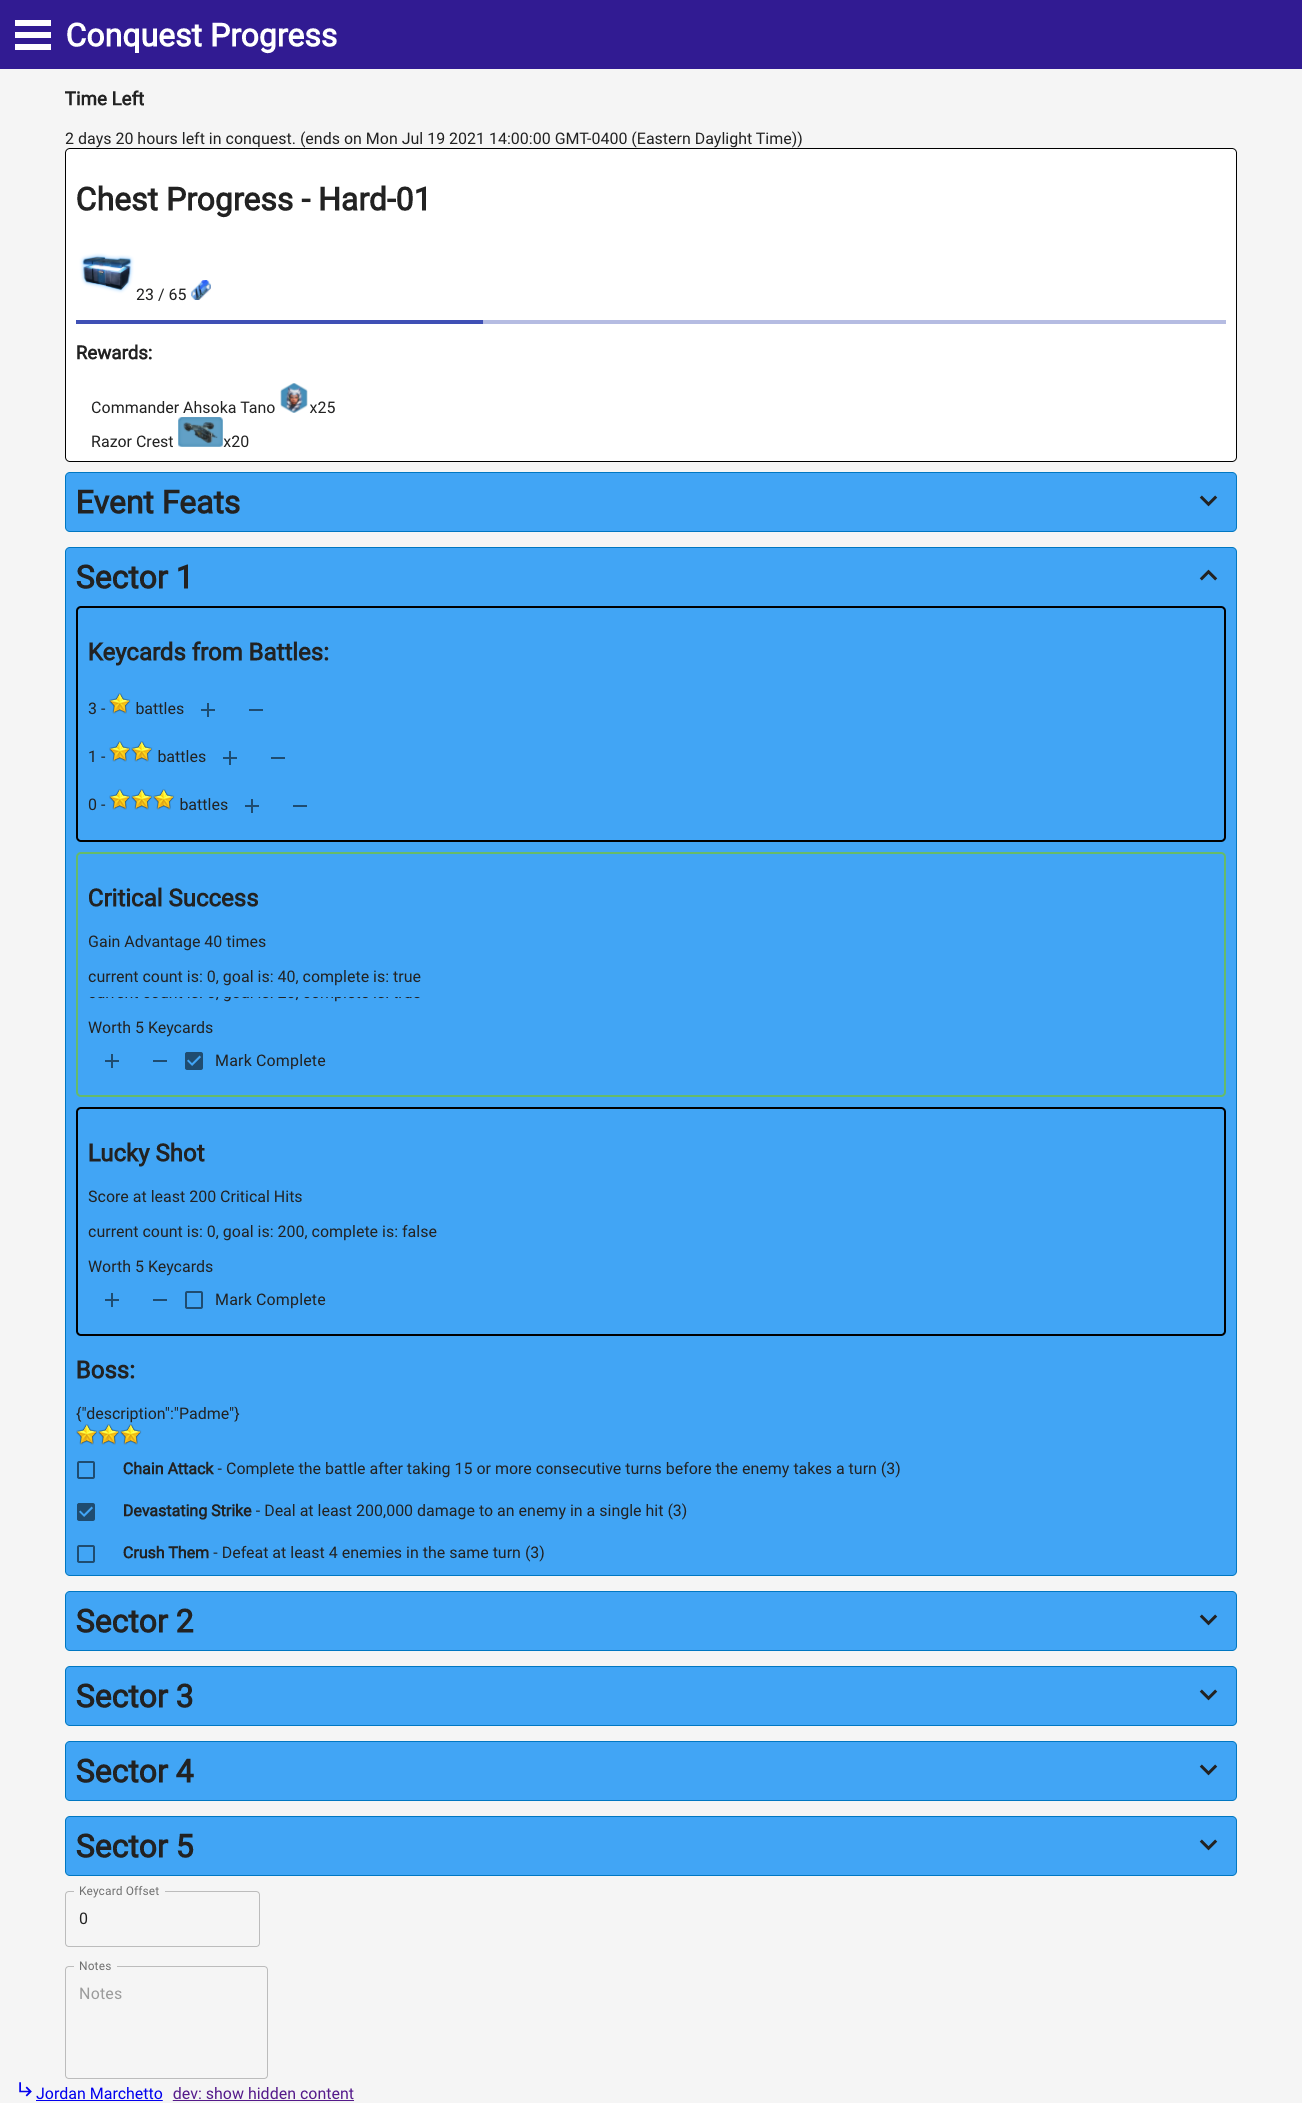 Conquest Progress
Time Left
2 days 20 hours left in conquest. (ends on Mon Jul 19 2021 14:00:00 GMT-0400 (Eastern Daylight Time))
Chest Progress - Hard-01
23 / 65
Rewards:
Commander Ahsoka Tano x25
Razor Crest x20
Event Feats
Sector 1
Keycards from Battles:
3 - battles
1 - battles
0 - battles
Critical Success
Gain Advantage 40 times
current count is: 0, goal is: 40, complete is: true
Worth 5 Keycards
Mark Complete
Lucky Shot
Score at least 200 Critical Hits
current count is: 0, goal is: 200, complete is: false
Worth 5 Keycards
Mark Complete
Boss:
{"description":"Padme"}
Chain Attack - Complete the battle after taking 15 or more consecutive turns before the enemy takes a turn (3)
Devastating Strike - Deal at least 200,000 damage to an enemy in a single hit (3)
Crush Them - Defeat at least 4 enemies in the same turn (3)
Sector 2
Sector 3
Sector 4
Sector 5
Keycard Offset
0
Notes
Notes
Jordan Marchetto dev: show hidden content